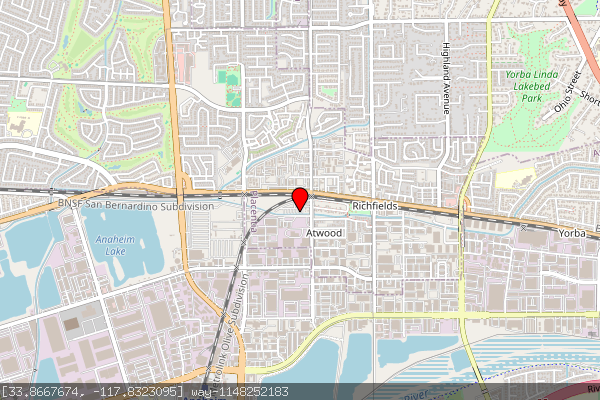 Highland Avenue
Yorba Linda
Lakebed
Park
Ohio Street
Short
BNSF San Bernardino Subdivision
Placentia
Richfields
Anaheim
Lake
Atwood
Yorba
Metrolink Olive Subdivision
River
River
[33.8667674, -117.8323095] way-1148252183